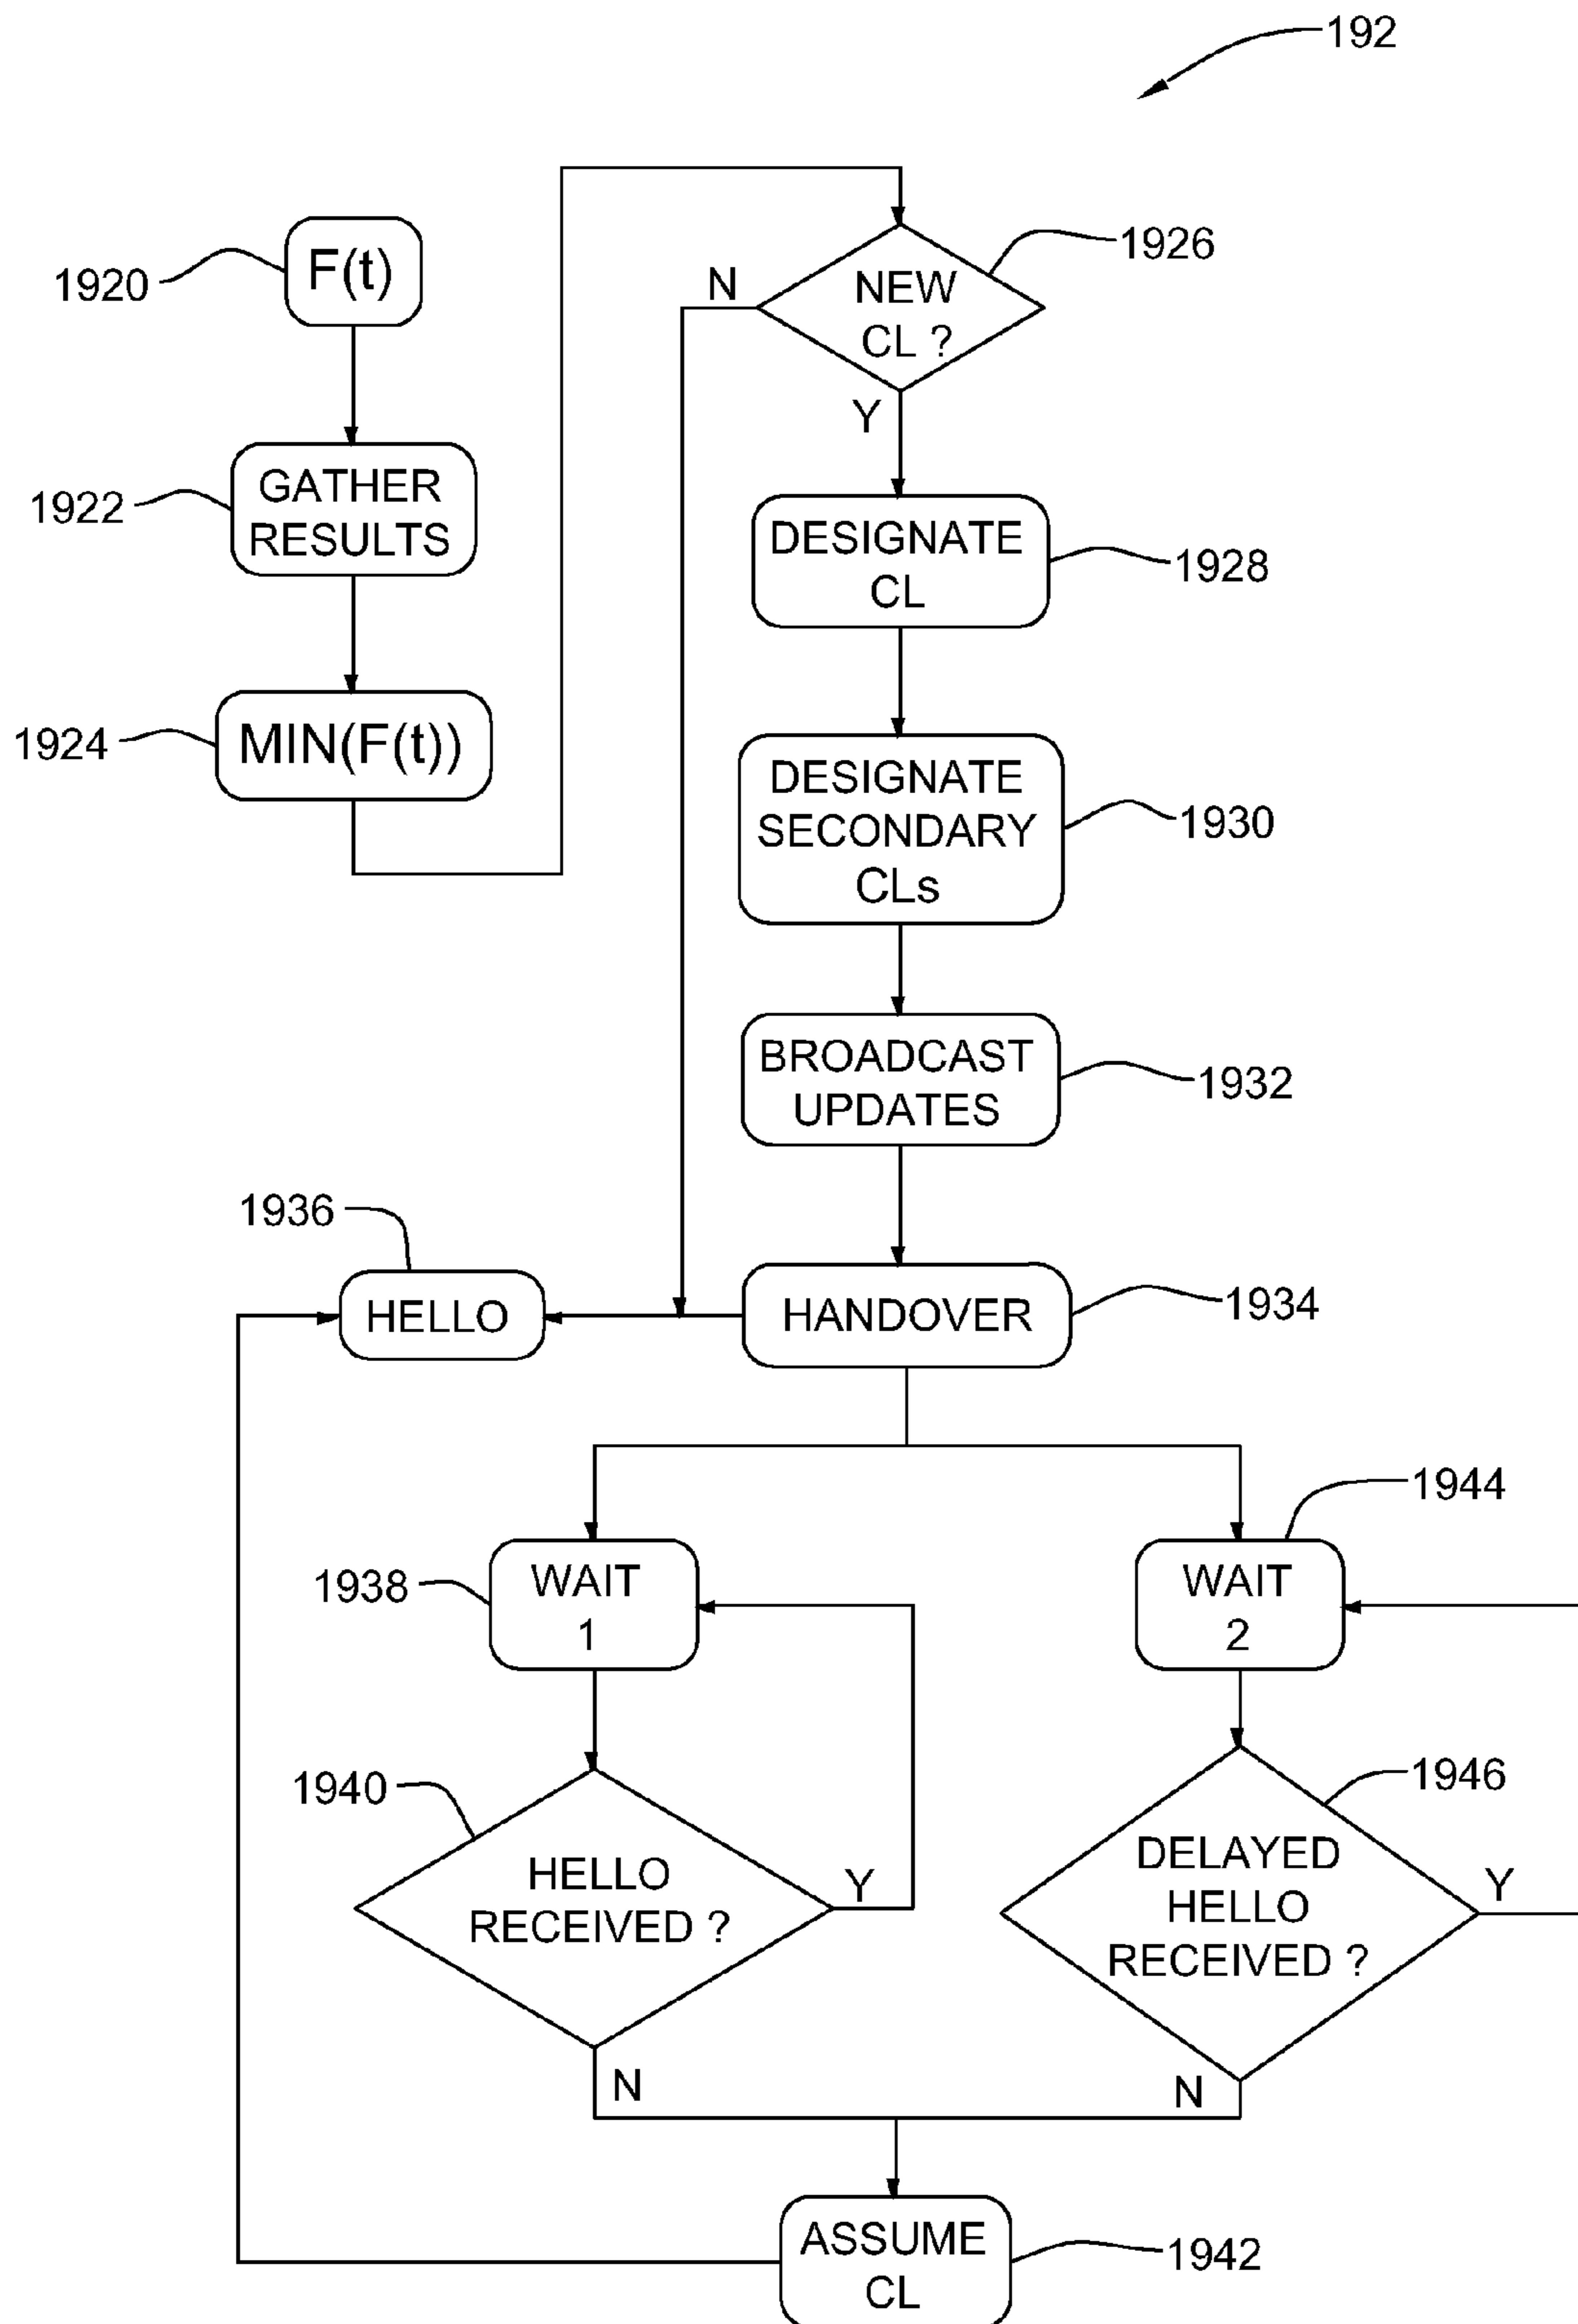 192
1920
F(t)
1922
GATHER
RESULTS
1924
MIN(F(t))
1926
NEW
CL ?
N
Y
DESIGNATE
CL
1928
DESIGNATE
SECONDARY
CLs
1930
BROADCAST
UPDATES
1932
1936
HELLO
HANDOVER
1934
1938
WAIT
1
1944
WAIT
2
1940
HELLO
RECEIVED ?
Y
N
1946
DELAYED
HELLO
RECEIVED ?
Y
N
ASSUME
CL
1942